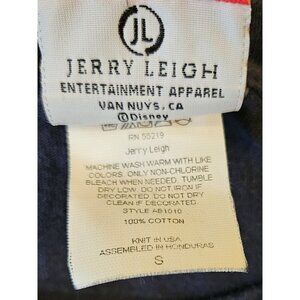 JL
JERRY LEIGH
ENTERTAINMENT APPAREL
VAN NUYS, CA
©Disney
RN 55219
Jerry Leigh
MACHINE WASH WARM WITH LIKE
COLORS. ONLY NON-CHLORINE
BLEACH WHEN NEEDED. TUMBLE
DRY LOW. DO NOT IRON IF
DECORATED. DO NOT DRY
CLEAN IF DECORATED.
STYLE A81010
100% COTTON
KNIT IN USA
ASSEMBLED IN HONDURAS
S